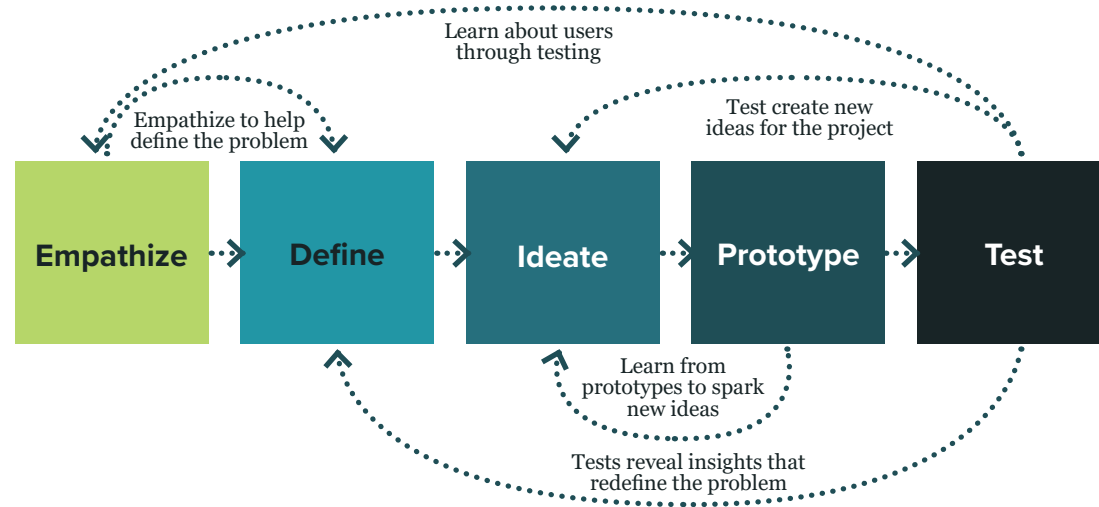 Learn about users
through testing
Empathize to help
define the problem
Test create new
ideas for the project
Empathize
Define
Ideate
Prototype
Test
Learn from
prototypes to spark
new ideas
Tests reveal insights that
redefine the problem